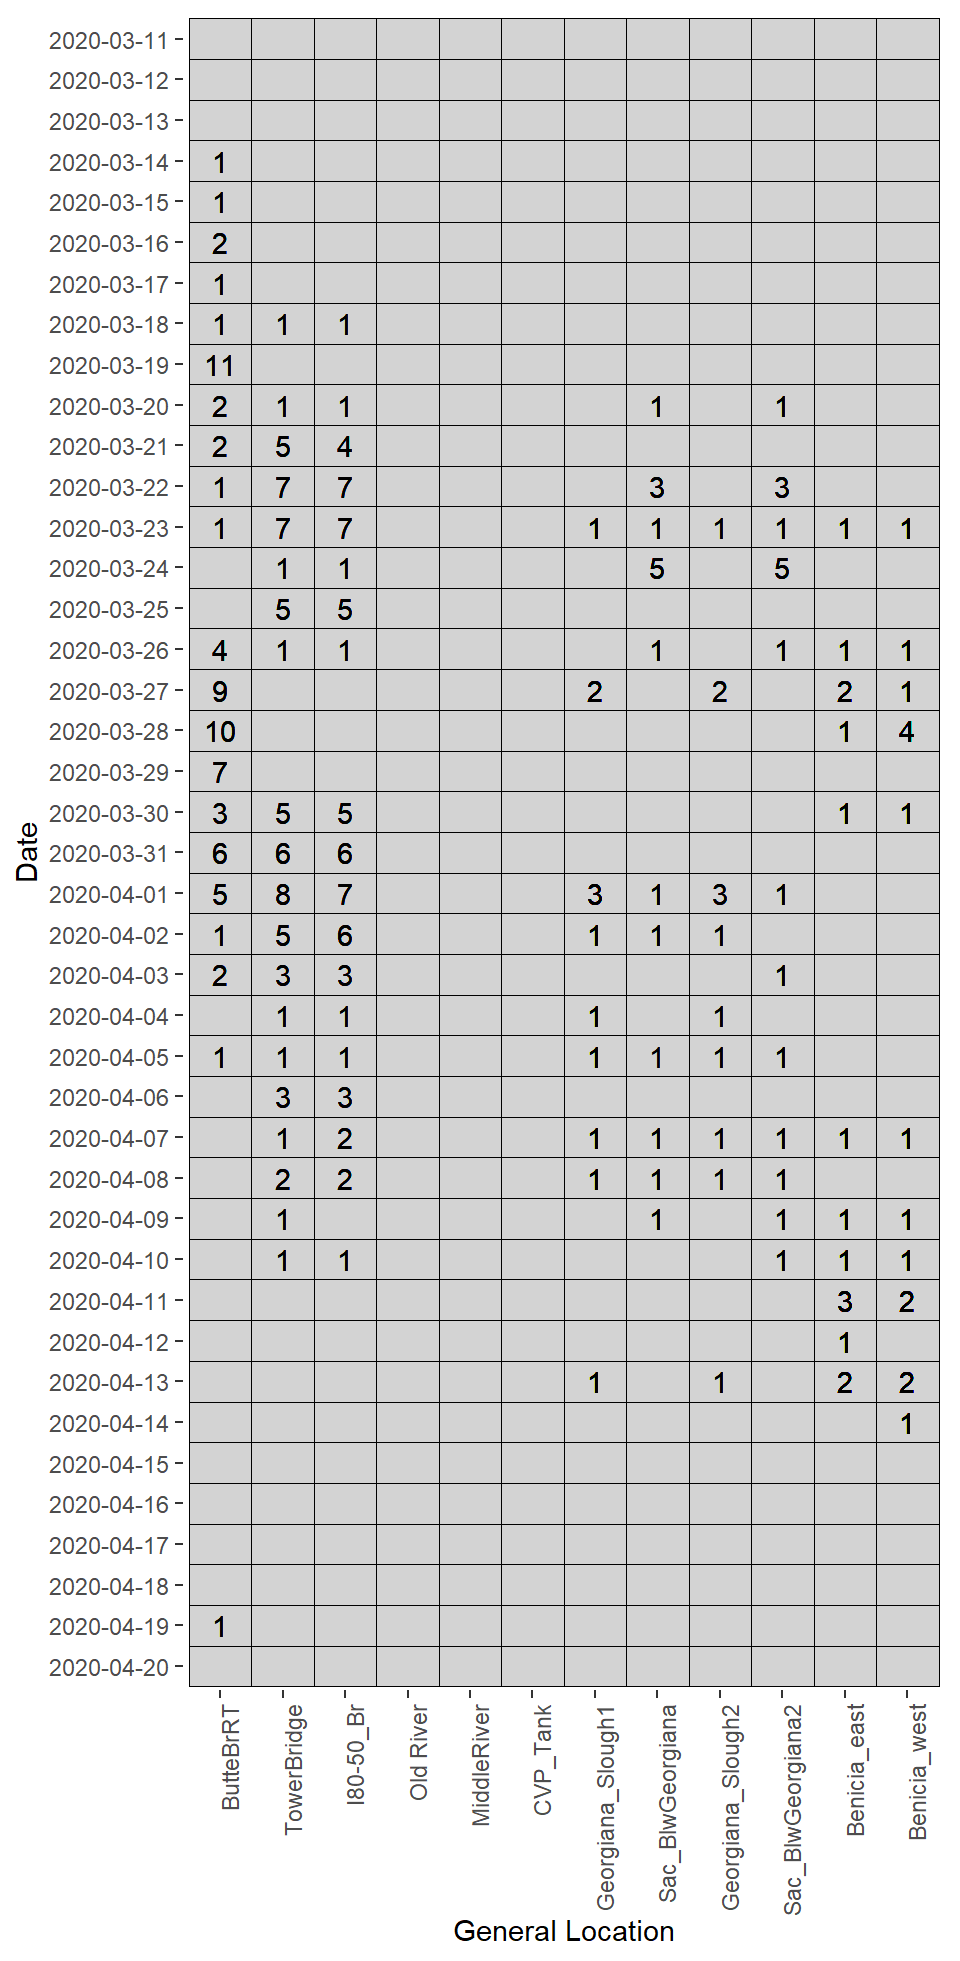 2020-03-11
2020-03-12
2020-03-13
2020-03-14 1
2020-03-15 1
2020-03-16 2
2020-03-17 1
2020-03-18 1 1 1
2020-03-19 11
2020-03-20 2 1 1 1 1
2020-03-21 2 5 4
2020-03-22 1 7 7 3 3
2020-03-23 1 7 7 1 1 1 1 1 1
2020-03-24 1 1 5 5
2020-03-25 5 5
2020-03-26 4 1 1 1 1 1 1
2020-03-27 9 2 2 2 1
2020-03-28 10 1 4
2020-03-29 7
2020-03-30 3 5 5 1 1
2020-03-31 6 6 6
2020-04-01 5 8 7 3 1 3 1
2020-04-02 1 5 6 1 1 1
2020-04-03 2 3 3 1
2020-04-04 1 1 1 1
2020-04-05 1 1 1 1 1 1 1
2020-04-06 3 3
2020-04-07 1 2 1 1 1 1 1 1
2020-04-08 2 2 1 1 1 1
2020-04-09 1 1 1 1 1
2020-04-10 1 1 1 1 1
2020-04-11 3 2
2020-04-12 1
2020-04-13 1 1 2 2
2020-04-14 1
2020-04-15
2020-04-16
2020-04-17
2020-04-18
2020-04-19 1
2020-04-20
Date
ButteBrRT
TowerBridge
I80-50_Br
Old River
MiddleRiver
CVP_Tank
Georgiana_Slough1
Sac_BlwGeorgiana
Georgiana_Slough2
Sac_BlwGeorgiana2
Benicia_east
Benicia_west
General Location